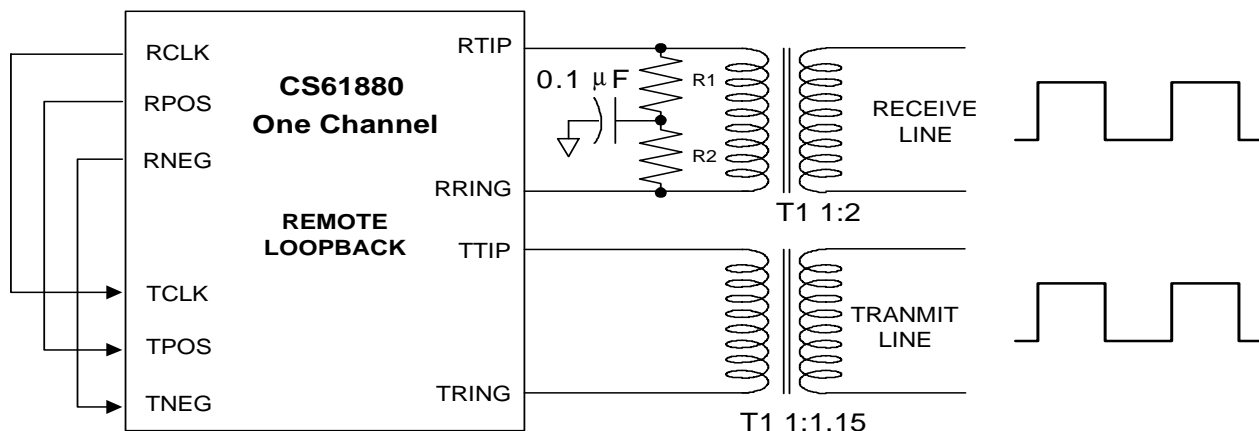 RCLK
RPOS
RNEG
CS61880
One Channel
REMOTE
LOOPBACK
TCLK
TPOS
TNEG
RTIP
RRING
TTIP
TRING
0.1 μF
R1
R2
RECEIVE
LINE
T1 1:2
TRANMIT
LINE
T1 1:1.15